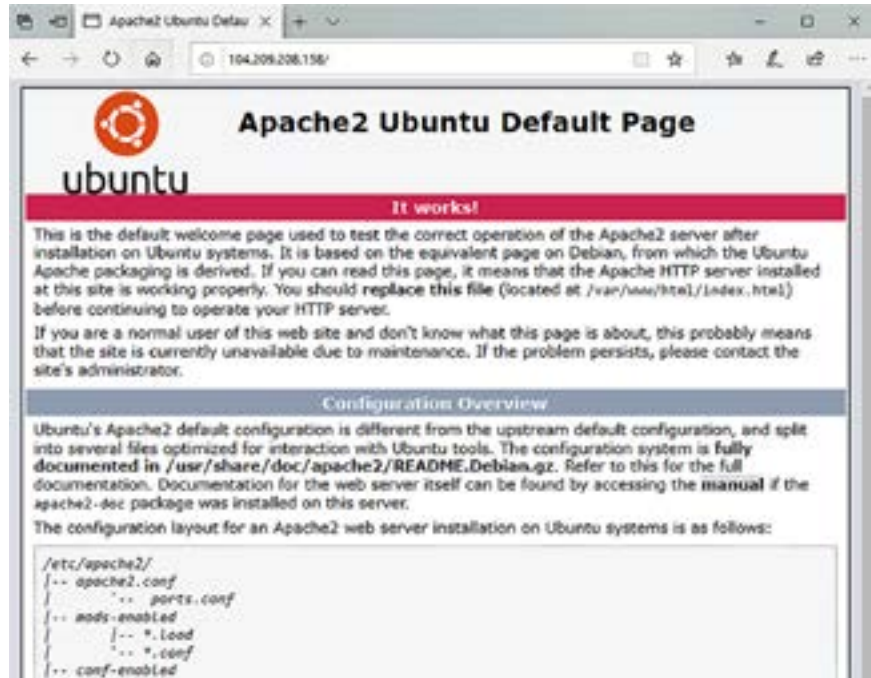 Apache2 Ubuntu Defau
104.209.208.158/
ubuntu
Apache2 Ubuntu Default Page
It works!
This is the default welcome page used to test the correct operation of the Apache2 server after
installation on Ubuntu systems. It is based on the equivalent page on Debian, from which the Ubuntu
Apache packaging is derived. If you can read this page, it means that the Apache HTTP server installed
at this site is working properly. You should replace this file (located at /var/www/html/index.html)
before continuing to operate your HTTP server.
If you are a normal user of this web site and don't know what this page is about, this probably means
that the site is currently unavailable due to maintenance. If the problem persists, please contact the
site's administrator.
Configuration Overview
Ubuntu's Apache2 default configuration is different from the upstream default configuration, and split
into several files optimized for interaction with Ubuntu tools. The configuration system is fully
documented in /usr/share/doc/apache2/README.Debian.gz. Refer to this for the full
documentation. Documentation for the web server itself can be found by accessing the manual if the
apache2-doc package was installed on this server.
The configuration layout for an Apache2 web server installation on Ubuntu systems is as follows:
/etc/apache2/
|-- apache2.conf
|       `--  ports.conf
|-- mods-enabled
|       |-- *.load
|       `-- *.conf
|-- conf-enabled